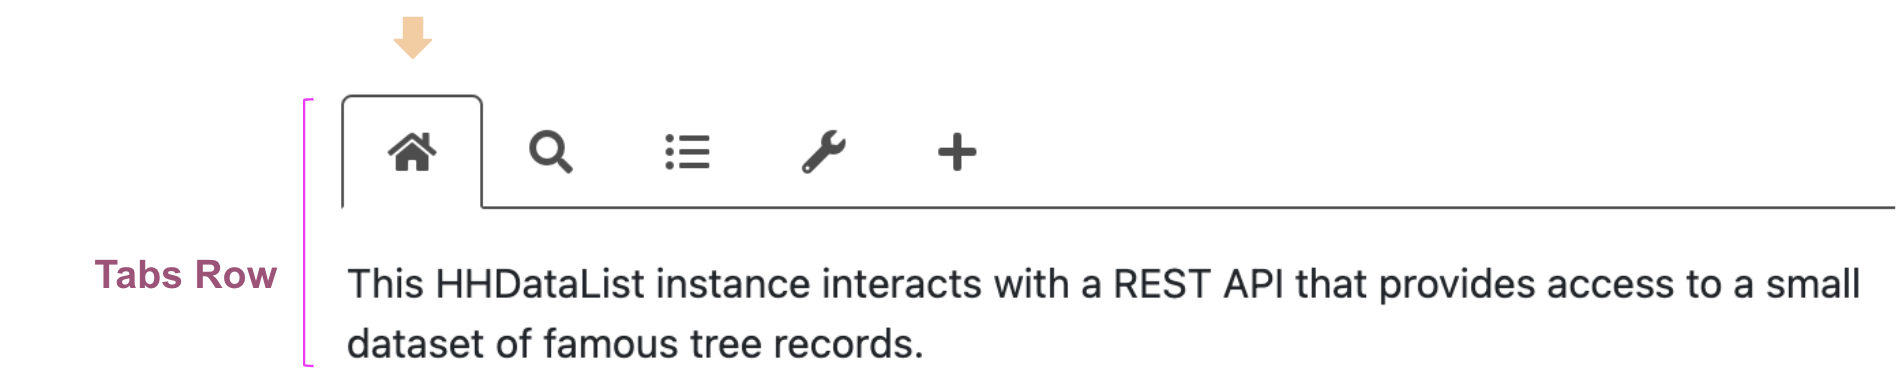 Tabs Row
This HHDataList instance interacts with a REST API that provides access to a small
dataset of famous tree records.